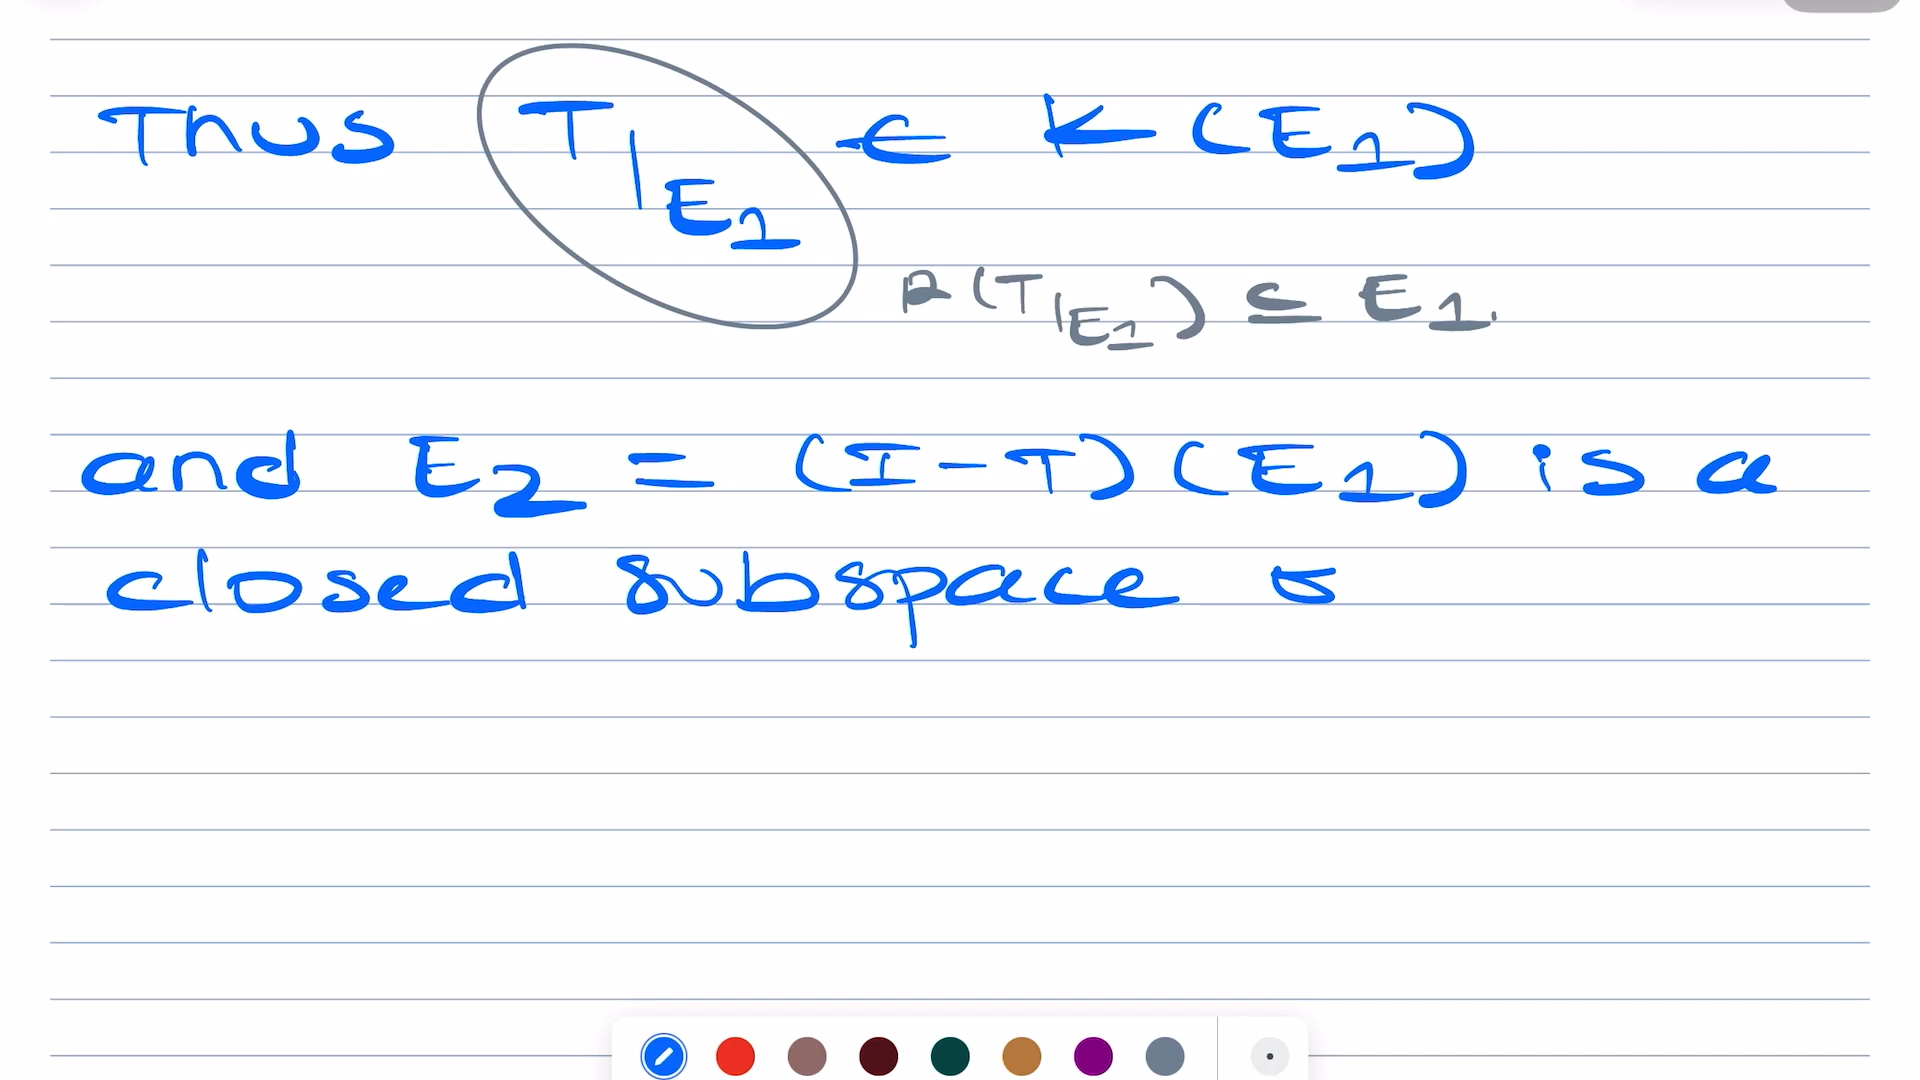 Thus T|E1 ∈ K(E1)
R(T|E1) ⊆ E1.
and E2 = (I-T)(E1) is a
closed subspace o